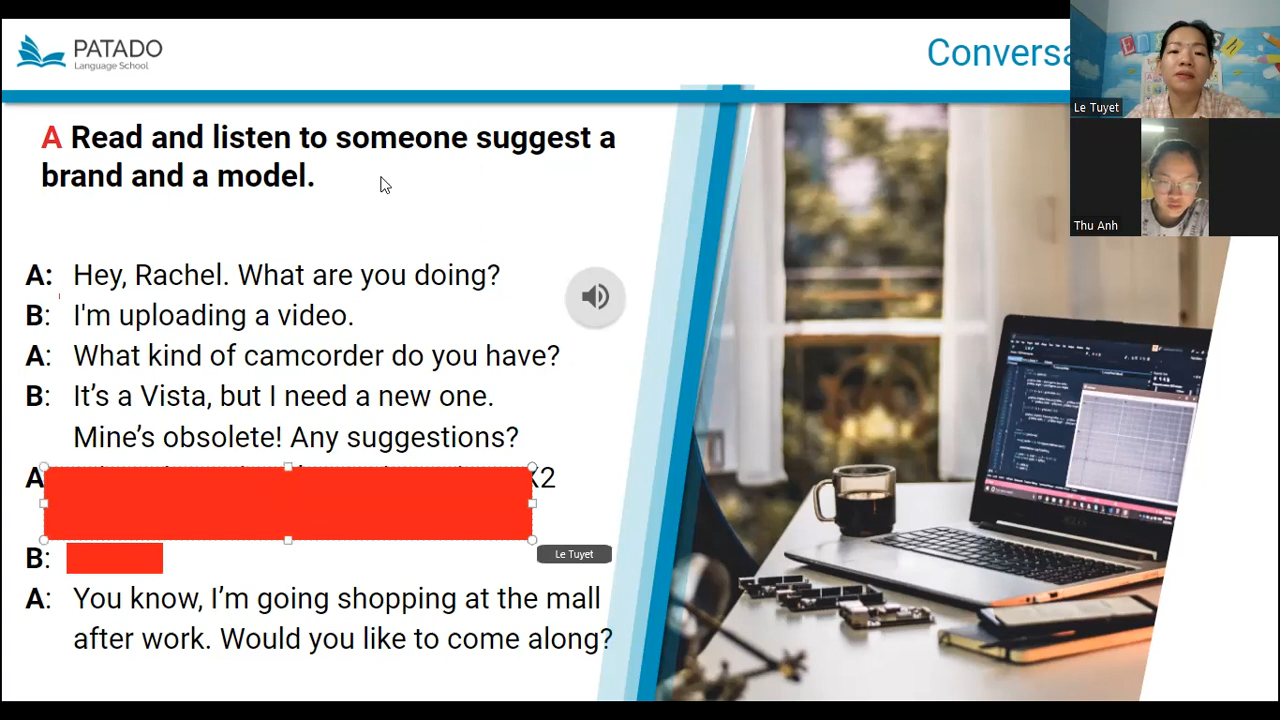 PATADO
Language School
Conversa
Le Tuyet
A Read and listen to someone suggest a
brand and a model.
Thu Anh
A: Hey, Rachel. What are you doing?
B: I'm uploading a video.
A: What kind of camcorder do you have?
B: It’s a Vista, but I need a new one.
Mine’s obsolete! Any suggestions?
A K2
B: Le Tuyet
A: You know, I’m going shopping at the mall
after work. Would you like to come along?